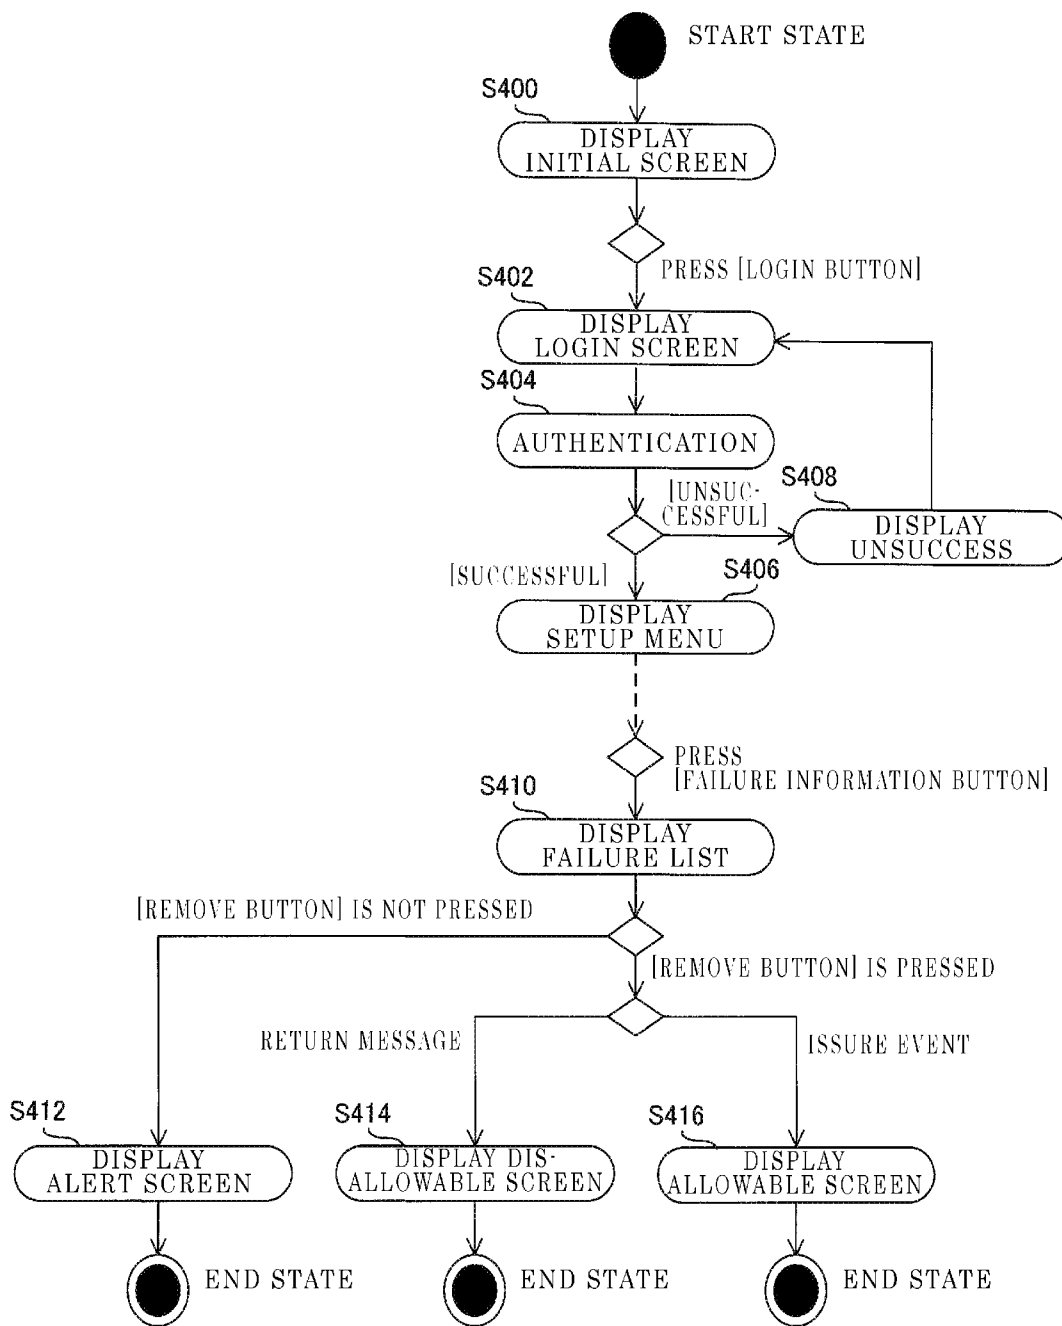 START STATE
S400
DISPLAY
INITIAL SCREEN
PRESS [LOGIN BUTTON]
S402
DISPLAY
LOGIN SCREEN
S404
AUTHENTICATION
[UNSUC-
CESSFUL]
S408
DISPLAY
UNSUCCESS
[SUCCESSFUL]
S406
DISPLAY
SETUP MENU
PRESS
[FAILURE INFORMATION BUTTON]
S410
DISPLAY
FAILURE LIST
[REMOVE BUTTON] IS NOT PRESSED
[REMOVE BUTTON] IS PRESSED
RETURN MESSAGE
ISSURE EVENT
S412
DISPLAY
ALERT SCREEN
S414
DISPLAY DIS-
ALLOWABLE SCREEN
S416
DISPLAY
ALLOWABLE SCREEN
END STATE
END STATE
END STATE